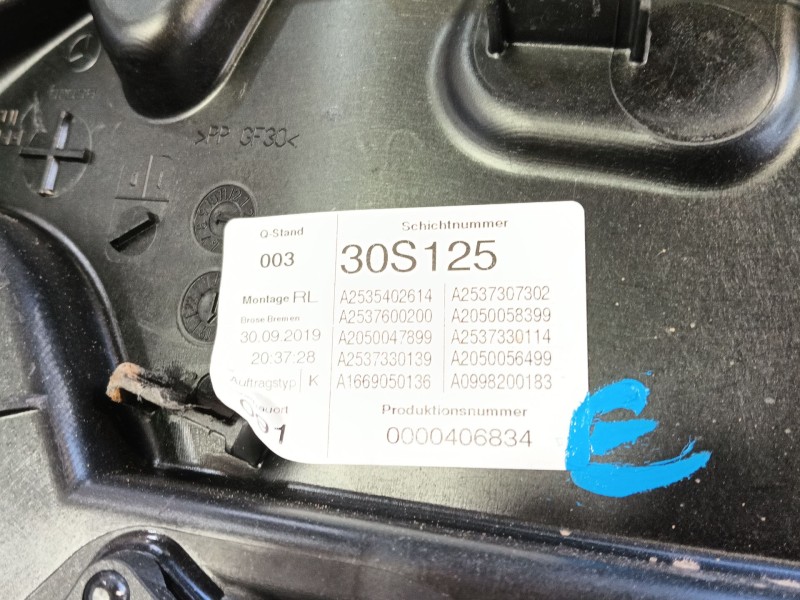 >PP GF30<
Q-Stand
003
Schichtnummer
30S125
Montage RL
Brose Bremen
30.09.2019
20:37:28
Auftragstyp K
A2535402614 A2537307302
A2537600200 A2050058399
A2050047899 A2537330114
A2537330139 A2050056499
A1669050136 A0998200183
Produktionsnummer
0000406834
E